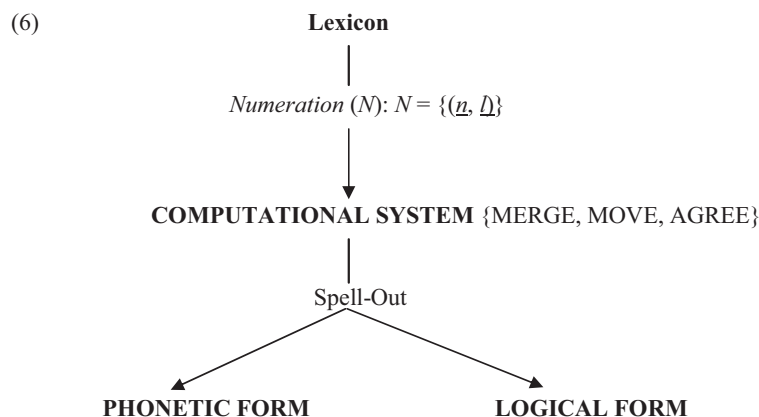 (6) Lexicon
Numeration (N): N = {(n, l)}
COMPUTATIONAL SYSTEM {MERGE, MOVE, AGREE}
Spell-Out
PHONETIC FORM LOGICAL FORM